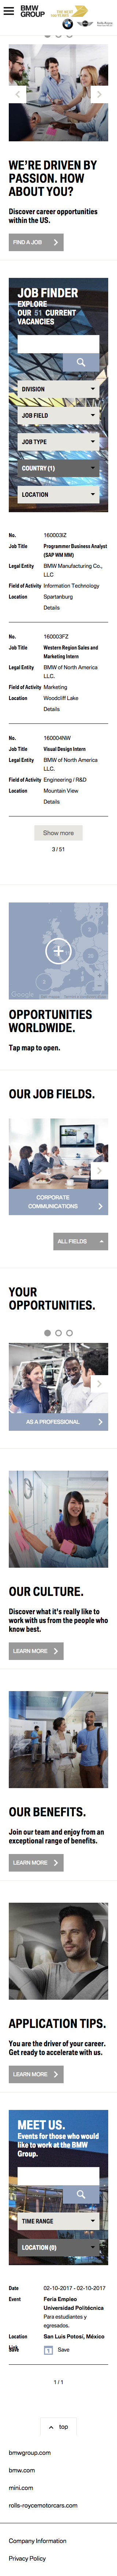 BMW
GROUP
THE NEXT
100 YEARS
WE'RE DRIVEN BY
PASSION. HOW
ABOUT YOU?
Discover career opportunities
within the US.
FIND A JOB
JOB FINDER
EXPLORE
OUR 51 CURRENT
VACANCIES
DIVISION
JOB FIELD
JOB TYPE
COUNTRY (1)
LOCATION
No. 160003IZ
Job Title Programmer Business Analyst
(SAP WM MM)
Legal Entity BMW Manufacturing Co.,
LLC
Field of Activity Information Technology
Location Spartanburg
Details
No. 160003FZ
Job Title Western Region Sales and
Marketing Intern
Legal Entity BMW of North America
LLC.
Field of Activity Marketing
Location Woodcliff Lake
Details
No. 160004NW
Job Title Visual Design Intern
Legal Entity BMW of North America
LLC.
Field of Activity Engineering / R&D
Location Mountain View
Details
Show more
3 / 51
Google
OPPORTUNITIES
WORLDWIDE.
Tap map to open.
OUR JOB FIELDS.
CORPORATE
COMMUNICATIONS
ALL FIELDS
YOUR
OPPORTUNITIES.
AS A PROFESSIONAL
OUR CULTURE.
Discover what it's really like to
work with us from the people who
know best.
LEARN MORE
OUR BENEFITS.
Join our team and enjoy from an
exceptional range of benefits.
LEARN MORE
APPLICATION TIPS.
You are the driver of your career.
Get ready to accelerate with us.
LEARN MORE
MEET US.
Events for those who would
like to work at the BMW
Group.
TIME RANGE
LOCATION (0)
Date 02-10-2017 - 02-10-2017
Event Feria Empleo
Universidad Politécnica
Para estudiantes y
egresados.
Location San Luis Potosí, México
Link
Save Save
1 / 1
top
bmwgroup.com
bmw.com
mini.com
rolls-roycemotorcars.com
Company Information
Privacy Policy